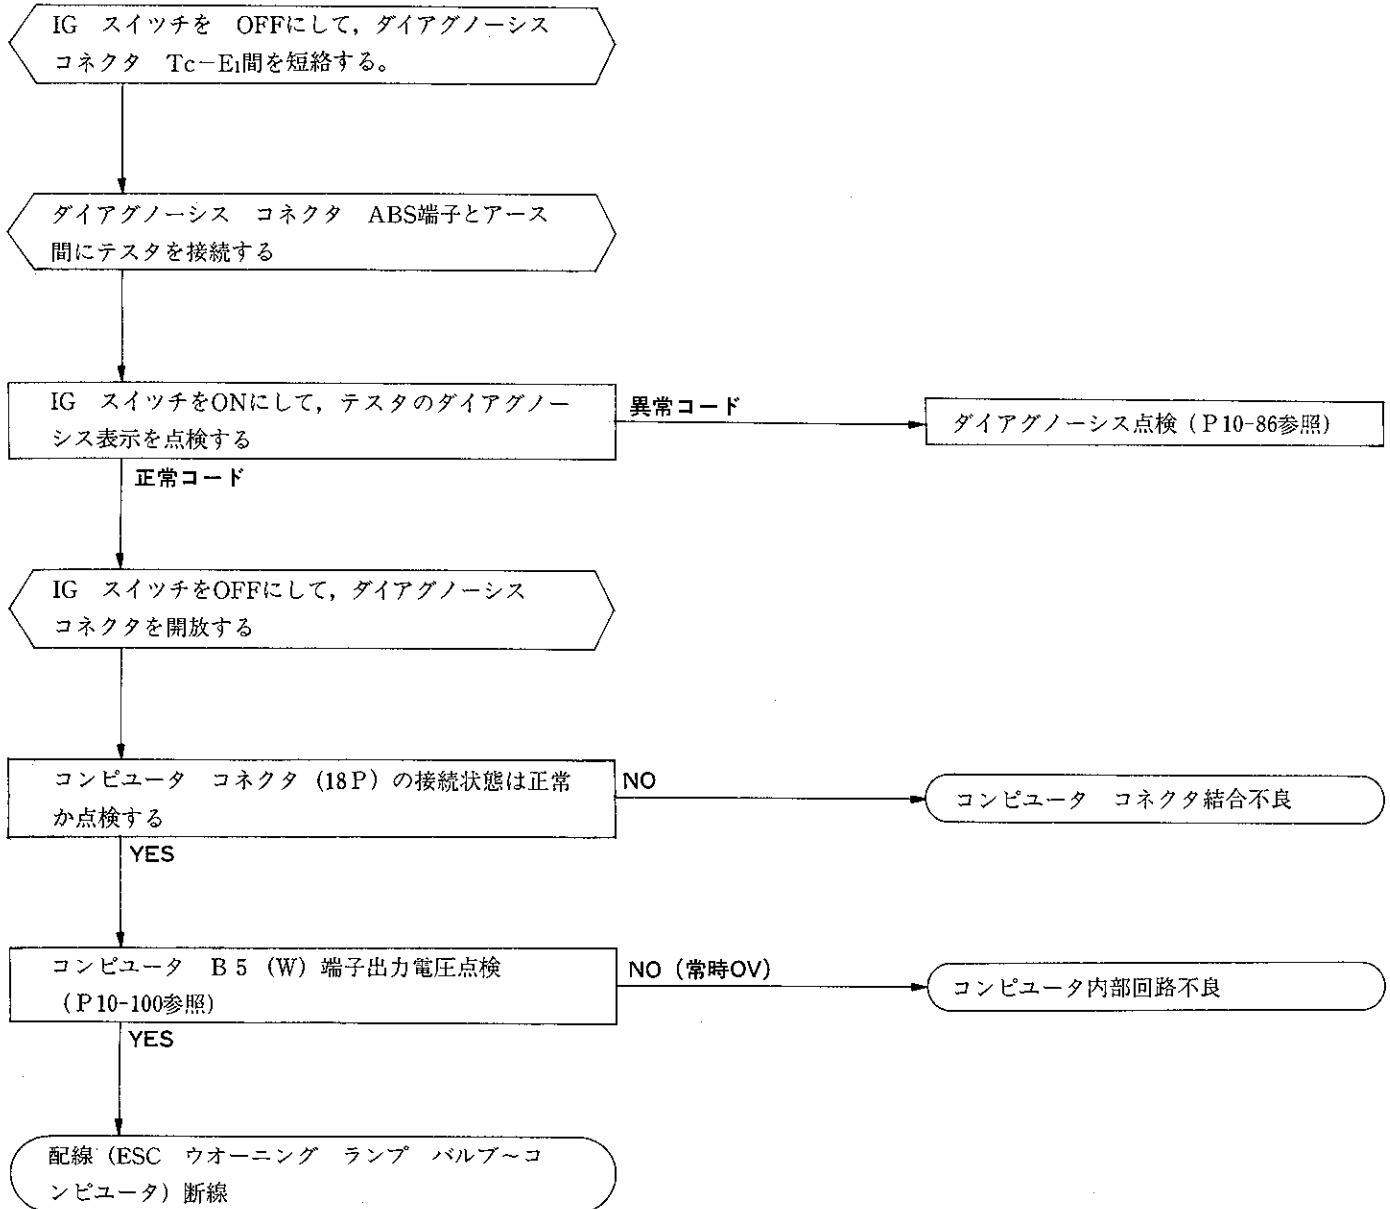 IG スイッチを OFFにして，ダイアグノーシス
コネクタ Tc−E₁間を短絡する。
ダイアグノーシス コネクタ ABS端子とアース
間にテスタを接続する
IG スイッチをONにして，テスタのダイアグノー
シス表示を点検する
異常コード
ダイアグノーシス点検（P10-86参照）
正常コード
IG スイッチをOFFにして，ダイアグノーシス
コネクタを開放する
コンピュータ コネクタ（18P）の接続状態は正常
か点検する
NO
コンピュータ コネクタ結合不良
YES
コンピュータ B5（W）端子出力電圧点検
（P10-100参照）
NO（常時OV）
コンピュータ内部回路不良
YES
配線（ESC ウオーニング ランプ バルブ～コ
ンピュータ）断線